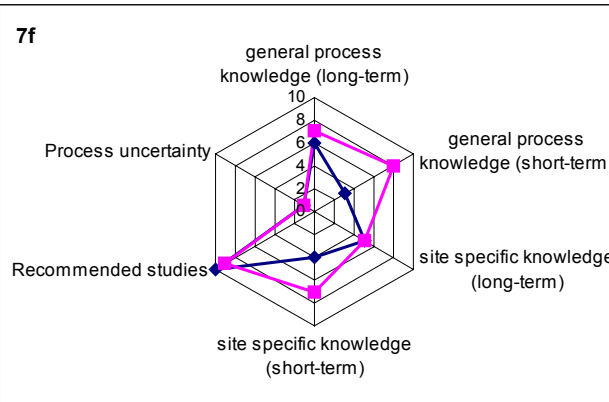 7f
general process
knowledge (long-term)
10
8
6
4
2
0
general process
knowledge (short-term
site specific knowledge
(long-term)
site specific knowledge
(short-term)
Recommended studies
Process uncertainty